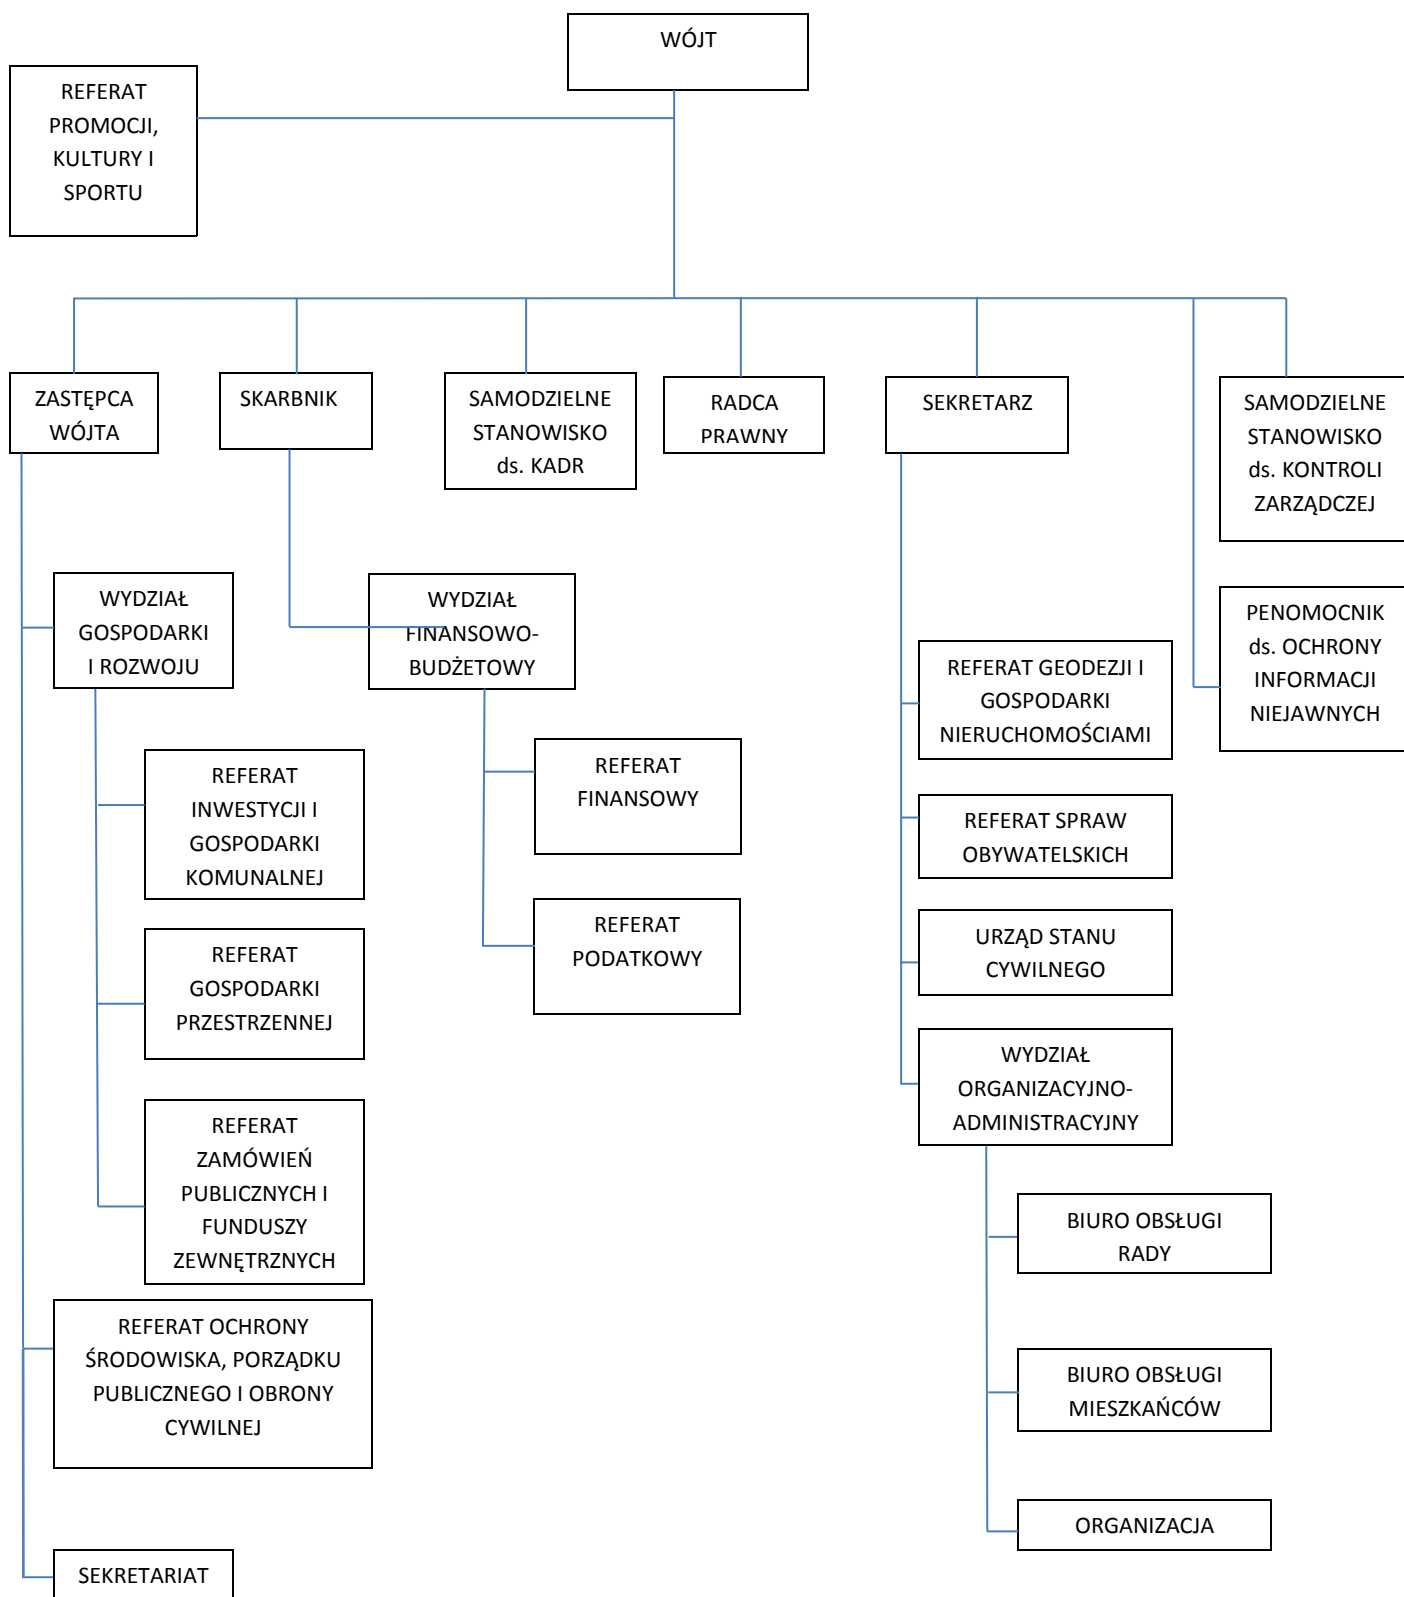 WÓJT
REFERAT
PROMOCJI,
KULTURY I
SPORTU
ZASTĘPCA
WÓJTA
SKARBNIK
SAMODZIELNE
STANOWISKO
ds. KADR
RADCA
PRAWNY
SEKRETARZ
SAMODZIELNE
STANOWISKO
ds. KONTROLI
ZARZĄDCZEJ
WYDZIAŁ
GOSPODARKI
I ROZWOJU
WYDZIAŁ
FINANSOWO-
BUDŻETOWY
PENOMOCNIK
ds. OCHRONY
INFORMACJI
NIEJAWNYCH
REFERAT GEODEZJI I
GOSPODARKI
NIERUCHOMOŚCIAMI
REFERAT
INWESTYCJI I
GOSPODARKI
KOMUNALNEJ
REFERAT
FINANSOWY
REFERAT SPRAW
OBYWATELSKICH
REFERAT
PODATKOWY
URZĄD STANU
CYWILNEGO
REFERAT
GOSPODARKI
PRZESTRZENNEJ
WYDZIAŁ
ORGANIZACYJNO-
ADMINISTRACYJNY
REFERAT
ZAMÓWIEŃ
PUBLICZNYCH I
FUNDUSZY
ZEWNĘTRZNYCH
BIURO OBSŁUGI
RADY
REFERAT OCHRONY
ŚRODOWISKA, PORZĄDKU
PUBLICZNEGO I OBRONY
CYWILNEJ
BIURO OBSŁUGI
MIESZKAŃCÓW
ORGANIZACJA
SEKRETARIAT